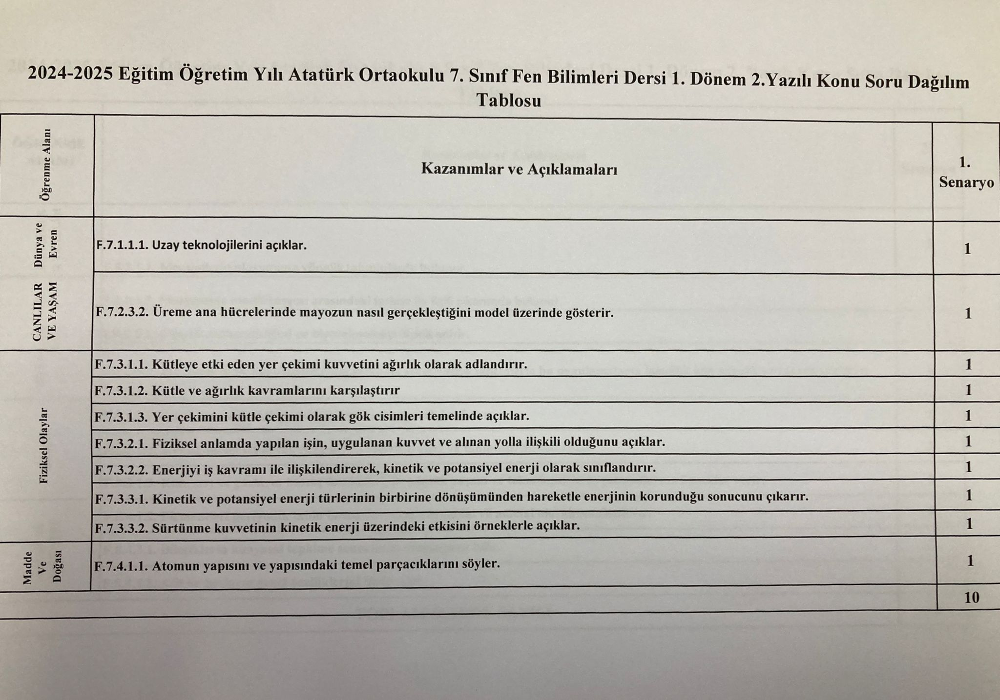 2024-2025 Eğitim Öğretim Yılı Atatürk Ortaokulu 7. Sınıf Fen Bilimleri Dersi 1. Dönem 2.Yazılı Konu Soru Dağılım
Tablosu
Öğrenme Alanı
Kazanımlar ve Açıklamaları
1.
Senaryo
Dünya ve
Evren
F.7.1.1.1. Uzay teknolojilerini açıklar.
1
CANLILAR
VE YAŞAM
F.7.2.3.2. Üreme ana hücrelerinde mayozun nasıl gerçekleştiğini model üzerinde gösterir.
1
Fiziksel Olaylar
F.7.3.1.1. Kütleye etki eden yer çekimi kuvvetini ağırlık olarak adlandırır.
1
F.7.3.1.2. Kütle ve ağırlık kavramlarını karşılaştırır
1
F.7.3.1.3. Yer çekimini kütle çekimi olarak gök cisimleri temelinde açıklar.
1
F.7.3.2.1. Fiziksel anlamda yapılan işin, uygulanan kuvvet ve alınan yolla ilişkili olduğunu açıklar.
1
F.7.3.2.2. Enerjiyi iş kavramı ile ilişkilendirerek, kinetik ve potansiyel enerji olarak sınıflandırır.
1
F.7.3.3.1. Kinetik ve potansiyel enerji türlerinin birbirine dönüşümünden hareketle enerjinin korunduğu sonucunu çıkarır.
1
F.7.3.3.2. Sürtünme kuvvetinin kinetik enerji üzerindeki etkisini örneklerle açıklar.
1
Madde
Ve
Doğası
F.7.4.1.1. Atomun yapısını ve yapısındaki temel parçacıklarını söyler.
1
10